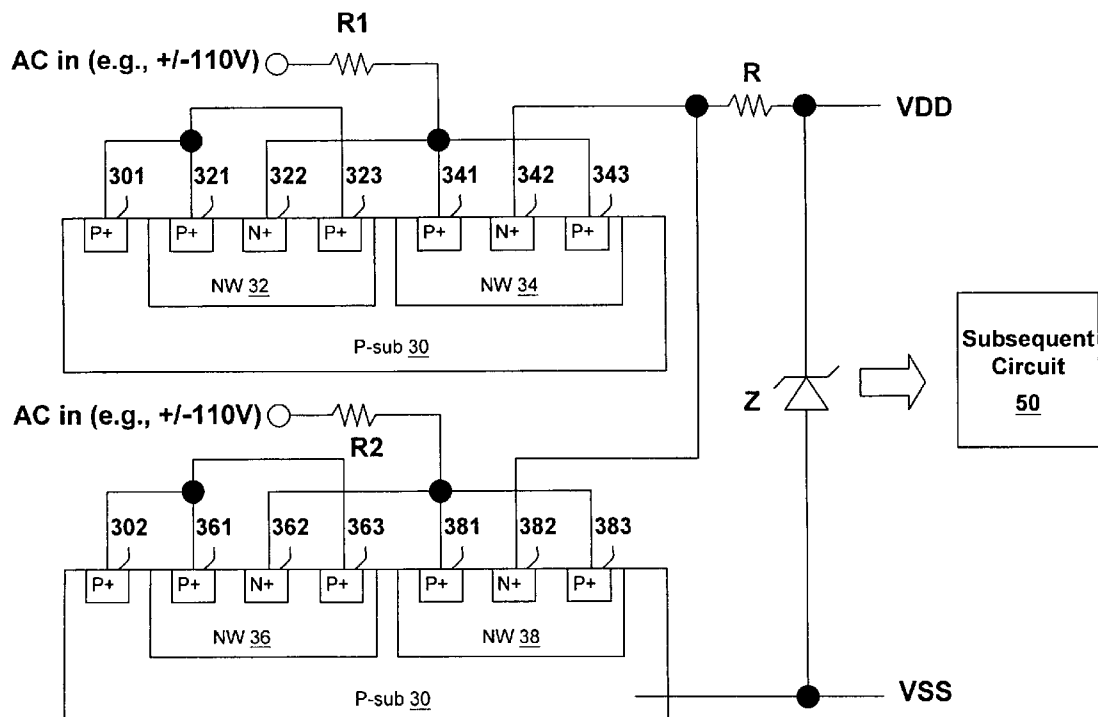 R1
AC in (e.g., +/-110V)
R
VDD
301 321 322 323 341 342 343
P+ P+ N+ P+ P+ N+ P+
NW 32 NW 34
P-sub 30
Subsequent
Circuit
50
Z
AC in (e.g., +/-110V)
R2
302 361 362 363 381 382 383
P+ P+ N+ P+ P+ N+ P+
NW 36 NW 38
P-sub 30
VSS